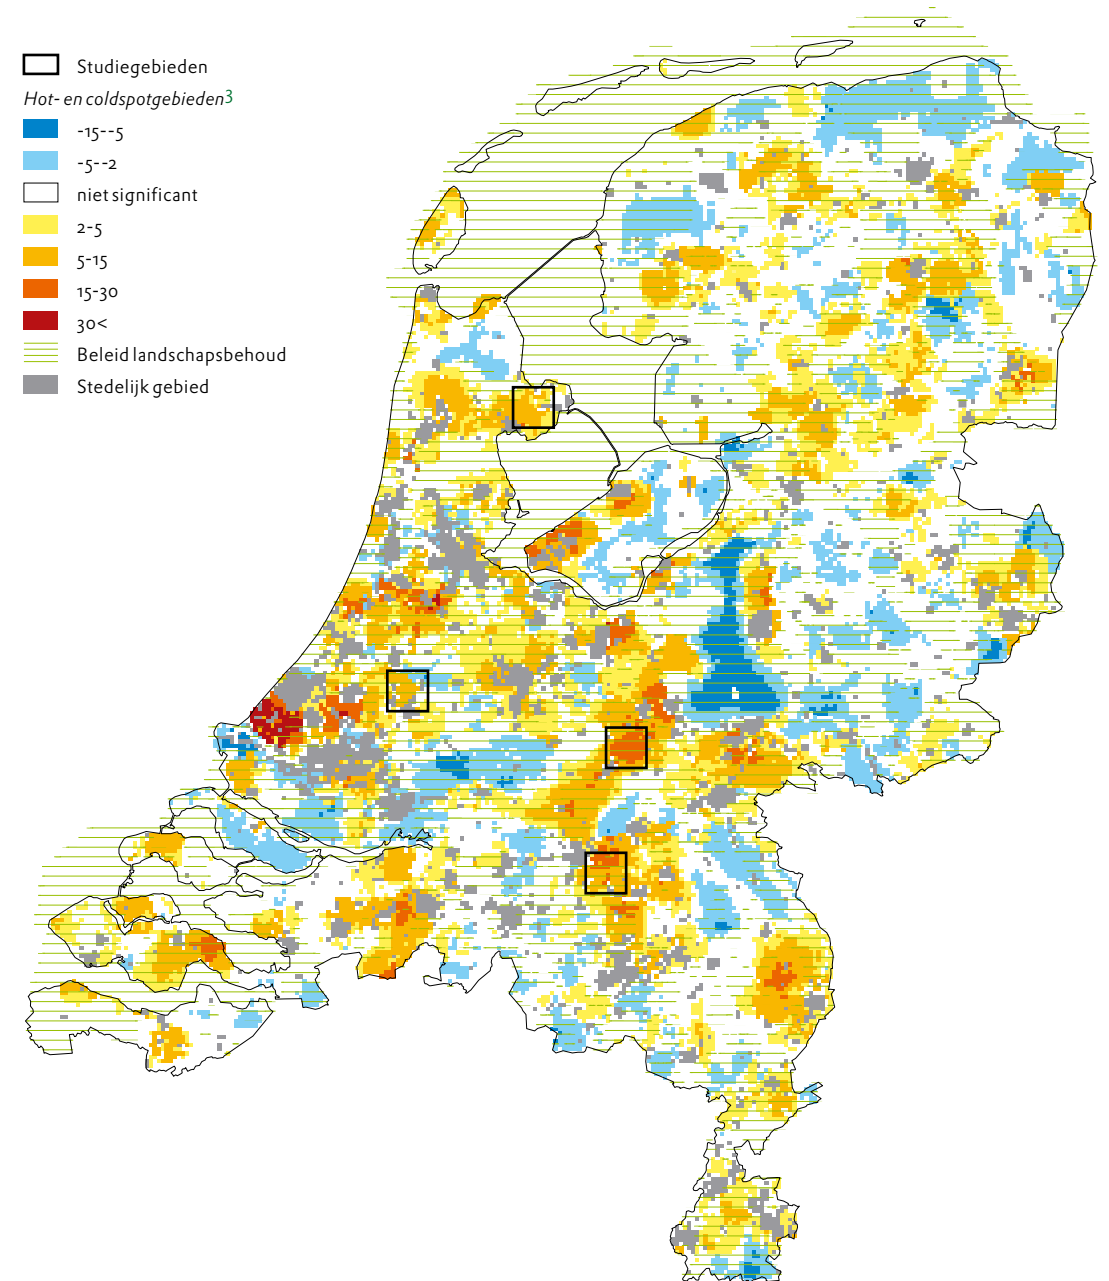 Studiegebieden
Hot- en coldspotgebieden3
-15--5
-5--2
niet significant
2-5
5-15
15-30
30<
Beleid landschapsbehoud
Stedelijk gebied